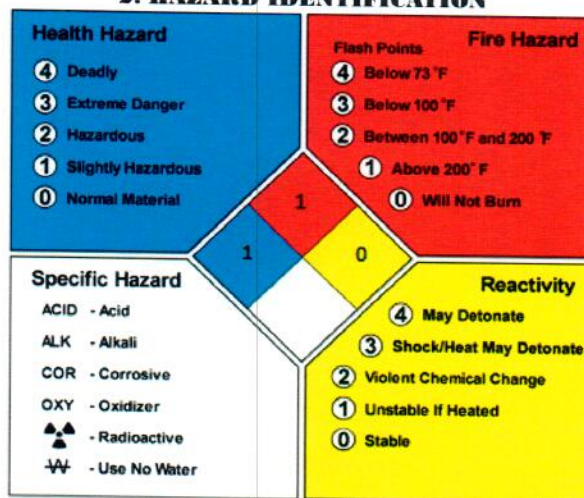 2. HAZARD IDENTIFICATION
Health Hazard
4 Deadly
3 Extreme Danger
2 Hazardous
1 Slightly Hazardous
0 Normal Material
Fire Hazard
Flash Points
4 Below 73 °F
3 Below 100 °F
2 Between 100 °F and 200 °F
1 Above 200° F
0 Will Not Burn
1
1
0
Specific Hazard
ACID - Acid
ALK - Alkali
COR - Corrosive
OXY - Oxidizer
- Radioactive
W - Use No Water
Reactivity
4 May Detonate
3 Shock/Heat May Detonate
2 Violent Chemical Change
1 Unstable If Heated
0 Stable